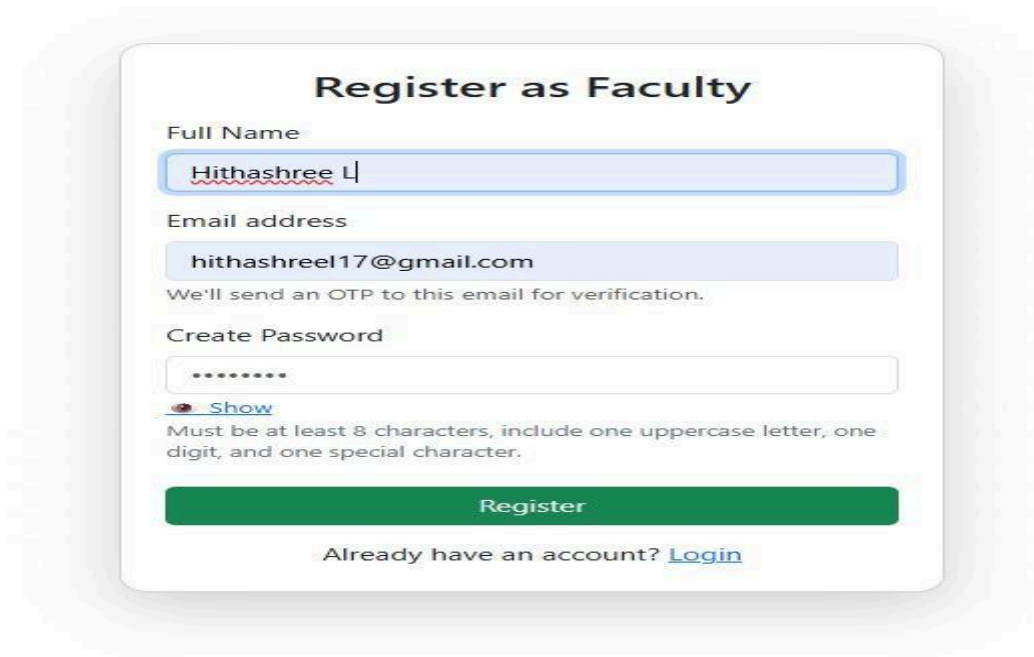 Register as Faculty
Full Name
Hithashree L
Email address
hithashreel17@gmail.com
We'll send an OTP to this email for verification.
Create Password
••••••••
Show
Must be at least 8 characters, include one uppercase letter, one
digit, and one special character.
Register
Already have an account? Login